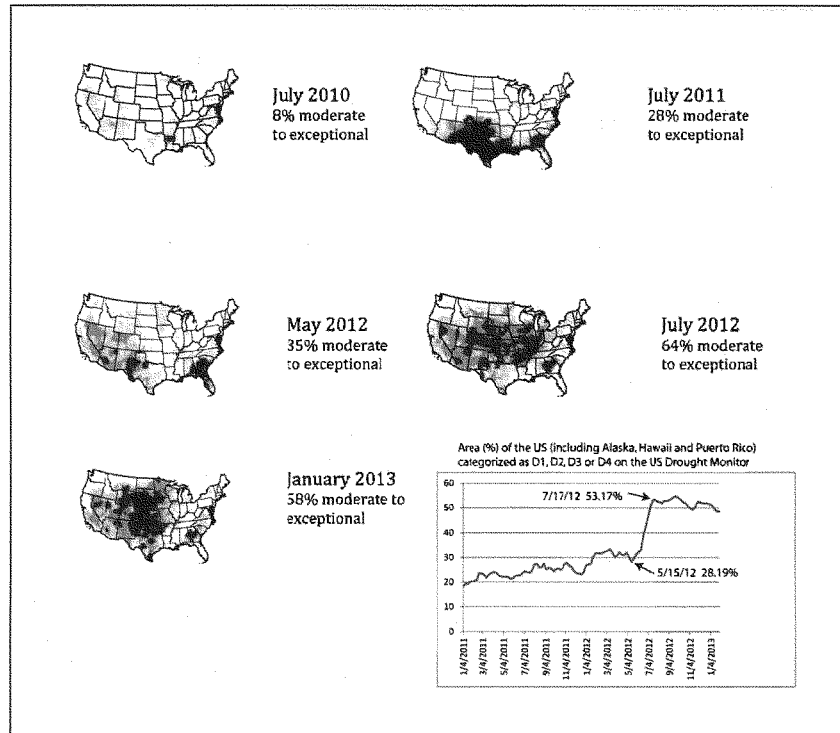 July 2010
8% moderate
to exceptional
July 2011
28% moderate
to exceptional
May 2012
35% moderate
to exceptional
July 2012
64% moderate
to exceptional
January 2013
58% moderate to
exceptional
Area (%) of the US (including Alaska, Hawaii and Puerto Rico)
categorized as D1, D2, D3 or D4 on the US Drought Monitor
60
50
40
30
20
10
0
7/17/12 53.17%
5/15/12 28.19%
1/4/2011
3/4/2011
5/4/2011
7/4/2011
9/4/2011
11/4/2011
1/4/2012
3/4/2012
5/4/2012
7/4/2012
9/4/2012
11/4/2012
1/4/2013